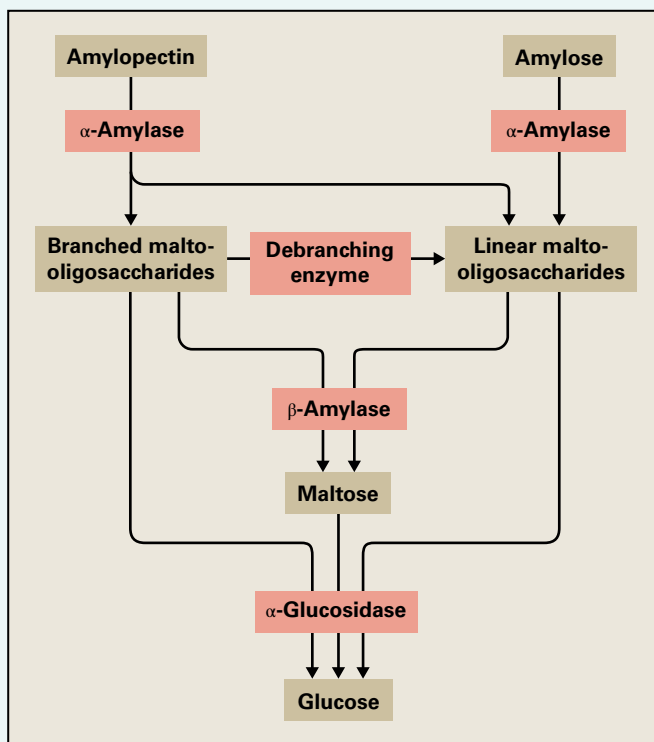 Amylopectin
Amylose
α-Amylase
α-Amylase
Branched malto-
oligosaccharides
Debranching
enzyme
Linear malto-
oligosaccharides
β-Amylase
Maltose
α-Glucosidase
Glucose